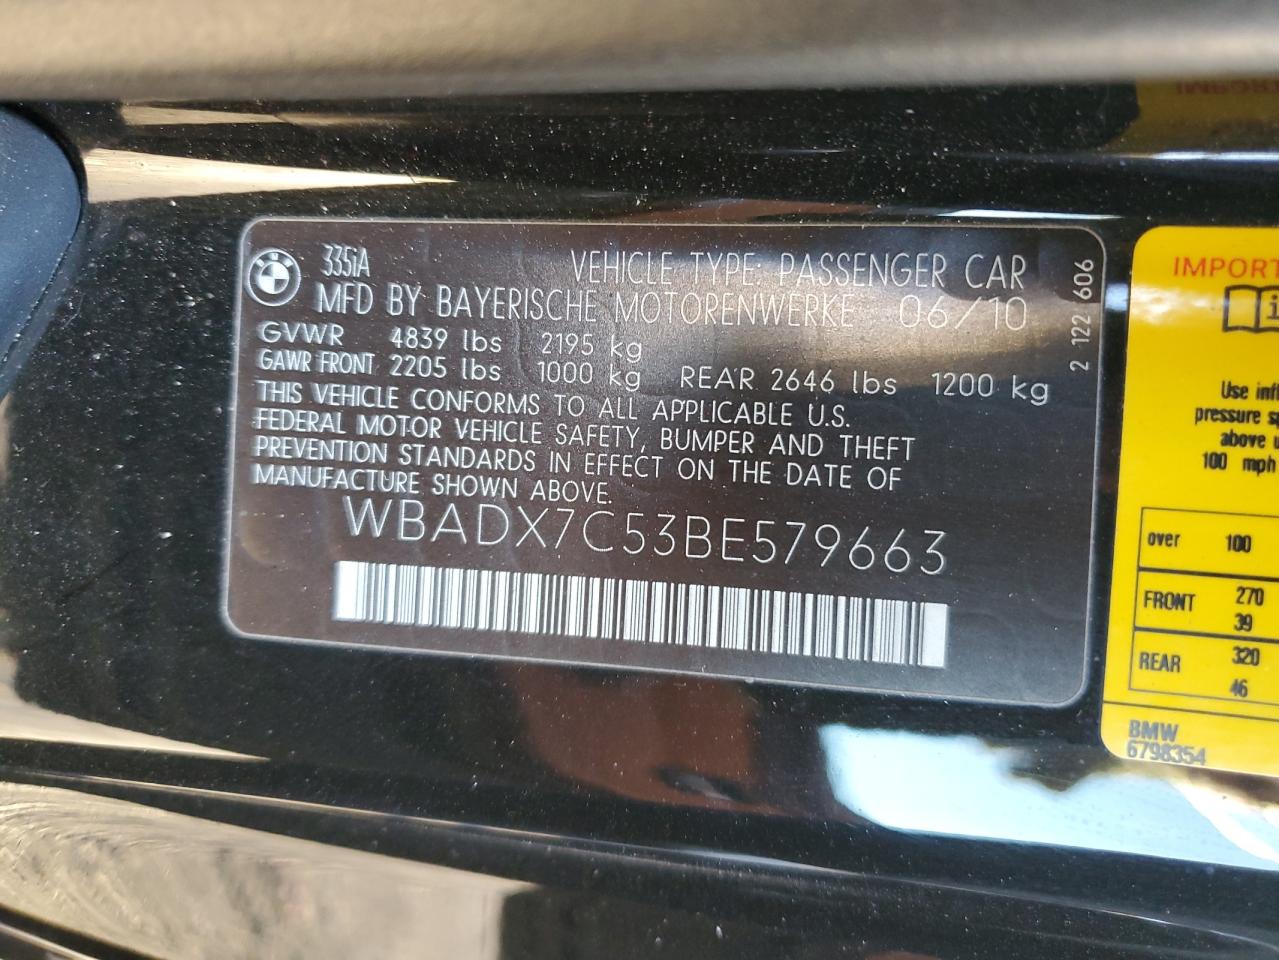 335iA
VEHICLE TYPE: PASSENGER CAR
MFD BY BAYERISCHE MOTORENWERKE 06/10
GVWR 4839 lbs 2195 kg
GAWR FRONT 2205 lbs 1000 kg REAR 2646 lbs 1200 kg
THIS VEHICLE CONFORMS TO ALL APPLICABLE U.S.
FEDERAL MOTOR VEHICLE SAFETY, BUMPER AND THEFT
PREVENTION STANDARDS IN EFFECT ON THE DATE OF
MANUFACTURE SHOWN ABOVE.
WBADX7C53BE579663
2 122 606
IMPORT
i
Use infl
pressure sp
above u
100 mph
over 100
FRONT 270
39
REAR 320
46
BMW
6798354